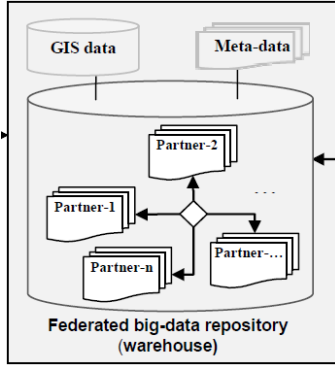 GIS data
Meta-data
Partner-2
. . .
Partner-1
Partner-...
Partner-n
Federated big-data repository
(warehouse)